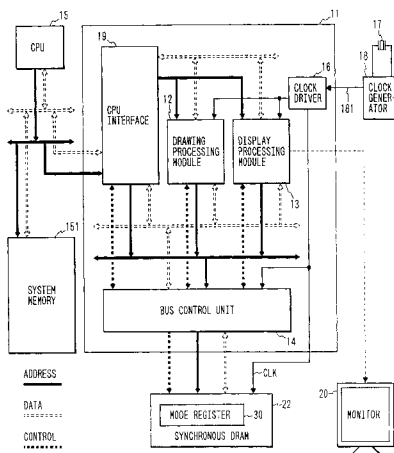 15
CPU
19
CPU
INTERFACE
11
16
CLOCK
DRIVER
17
18
CLOCK
GENE-
RATOR
181
12
DRAWING
PROCESSING
MODULE
DISPLAY
PROCESSING
MODULE
13
151
SYSTEM
MEMORY
BUS CONTROL UNIT
14
ADDRESS
DATA
CONTROL
CLK
22
MODE REGISTER
30
SYNCHRONOUS DRAM
20
MONITOR